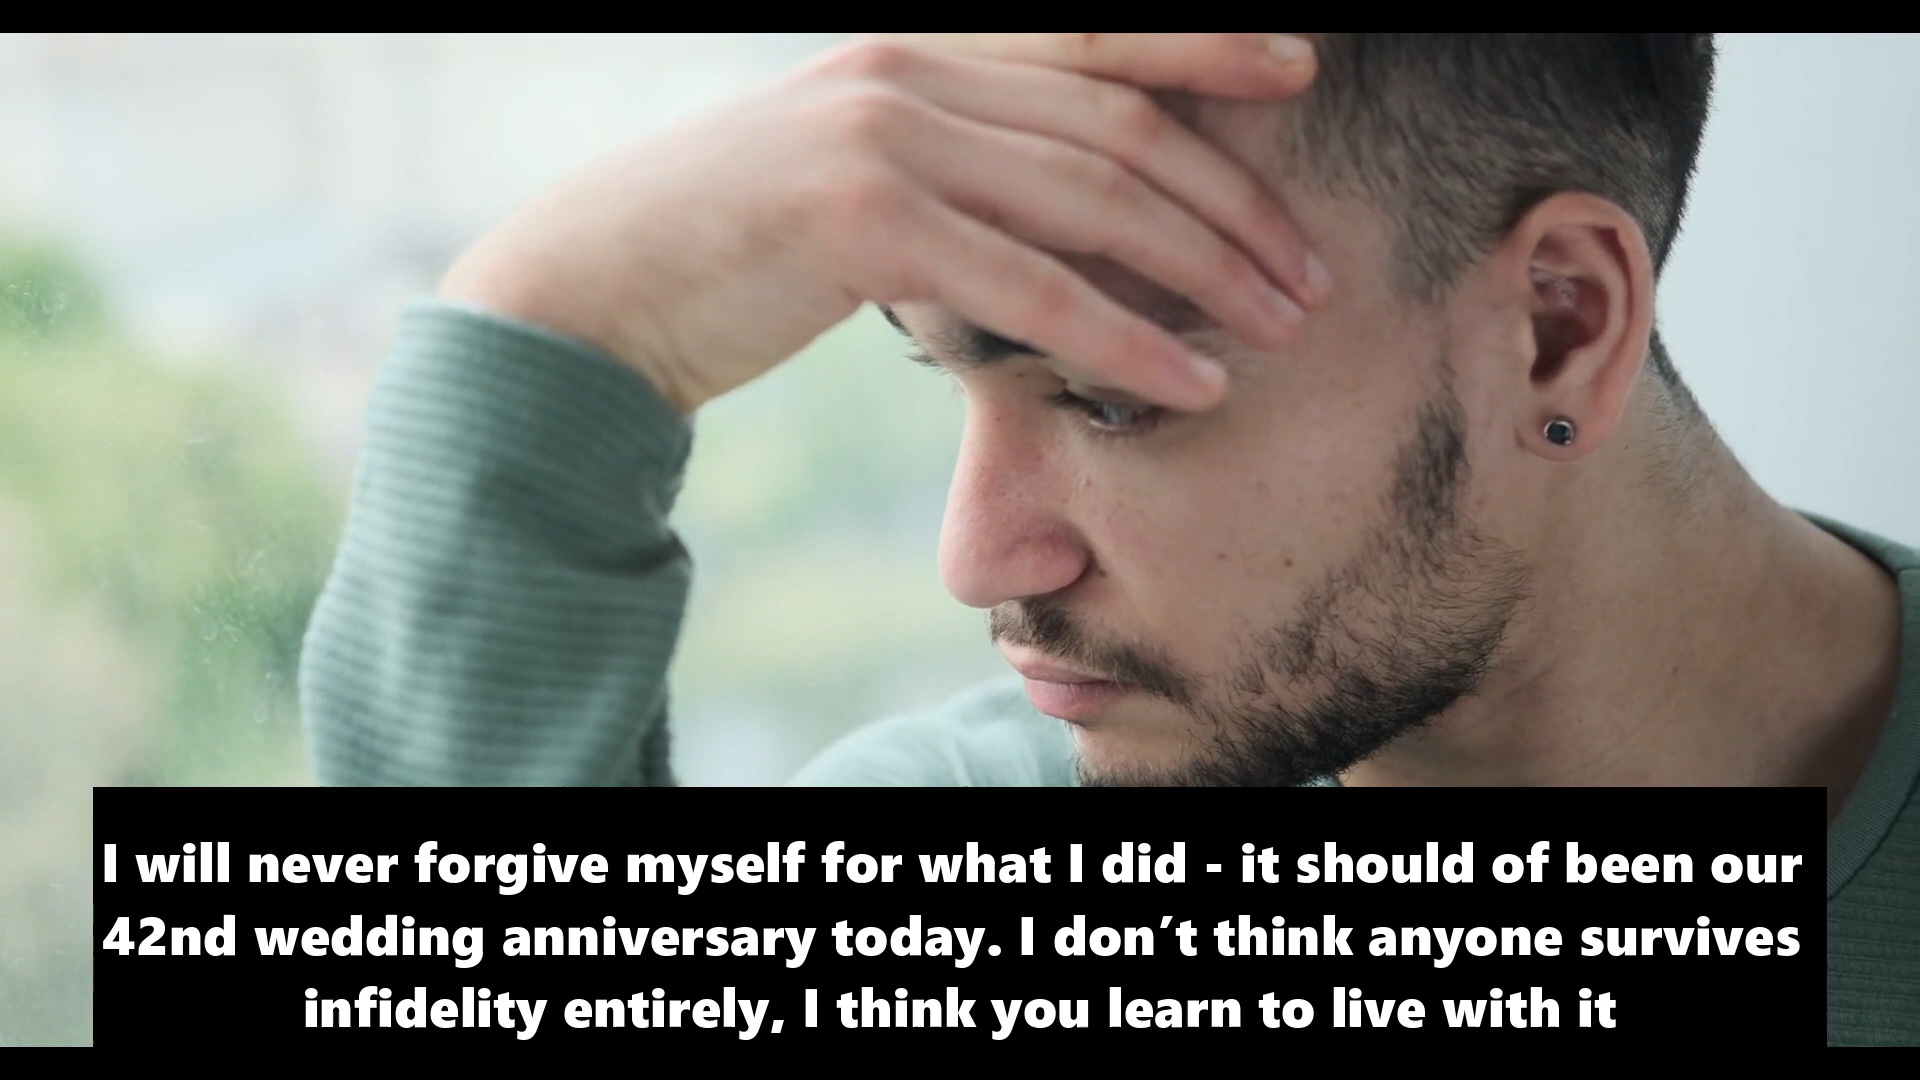 I will never forgive myself for what I did - it should of been our
42nd wedding anniversary today. I don’t think anyone survives
infidelity entirely, I think you learn to live with it